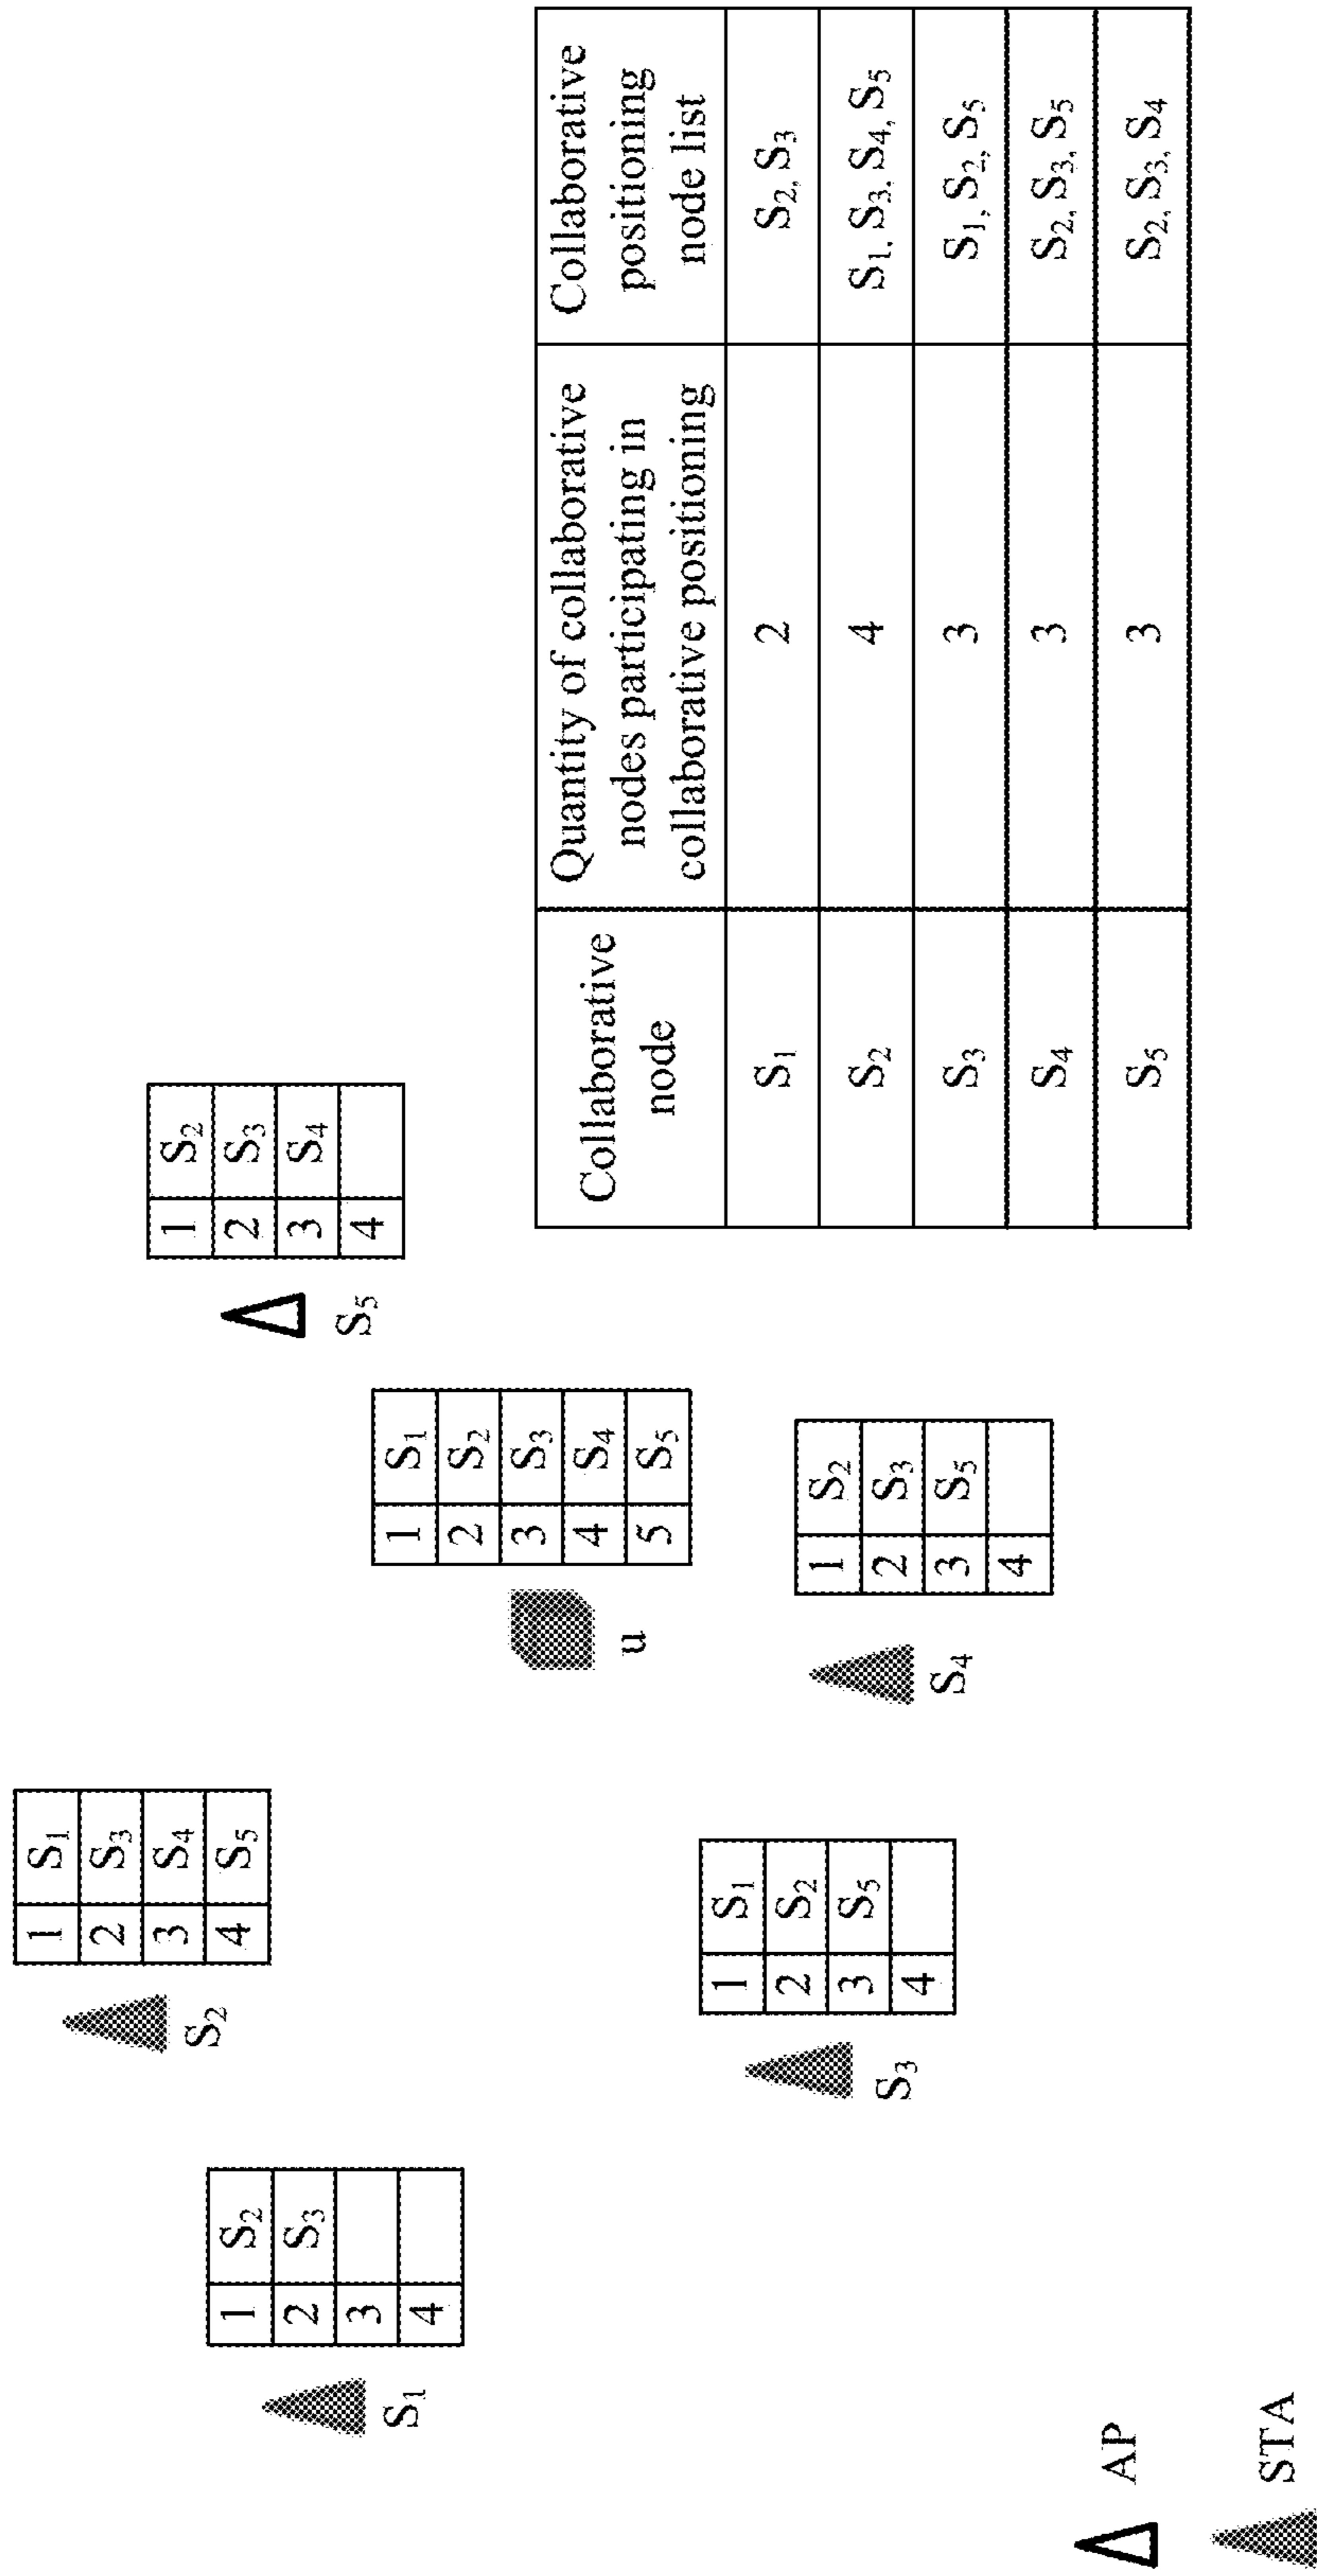 1 S₁
2 S₃
3 S₄
4 S₅
S₂
1 S₂
2 S₃
3 S₄
4
S₅
1 S₂
2 S₃
3
4
S₁
1 S₁
2 S₂
3 S₃
4 S₄
5 S₅
u
1 S₁
2 S₂
3 S₅
4
S₃
1 S₂
2 S₃
3 S₅
4
S₄
AP
STA
Collaborative
node
Quantity of collaborative
nodes participating in
collaborative positioning
Collaborative
positioning
node list
S₁ 2 S₂, S₃
S₂ 4 S₁, S₃, S₄, S₅
S₃ 3 S₁, S₂, S₅
S₄ 3 S₂, S₃, S₅
S₅ 3 S₂, S₃, S₄